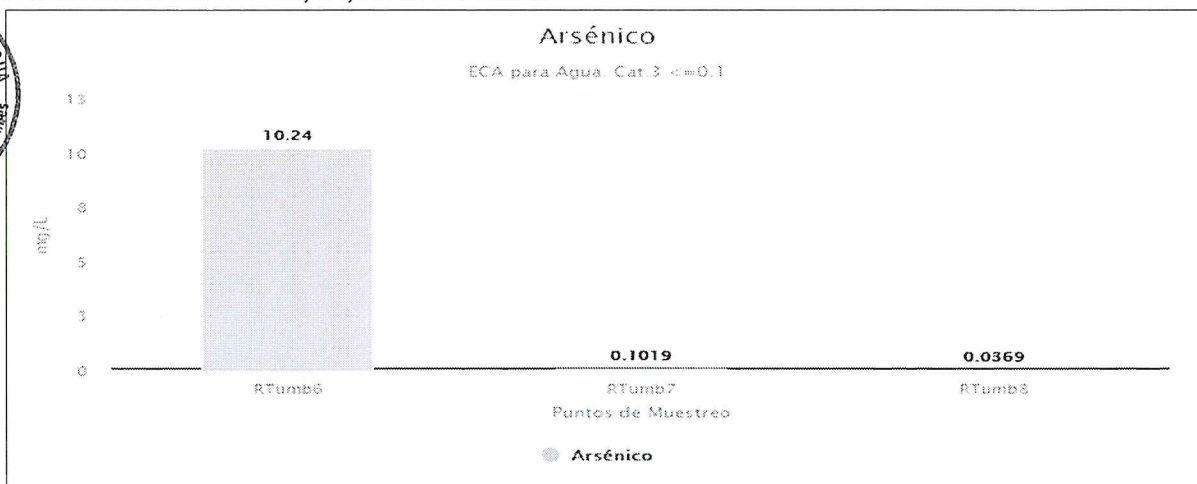 Arsénico
ECA para Agua. Cat.3 <=0.1
13
10
8
5
3
0
mg/L
10.24
0.1019
0.0369
RTumb6
RTumb7
RTumb8
Puntos de Muestreo
Arsénico